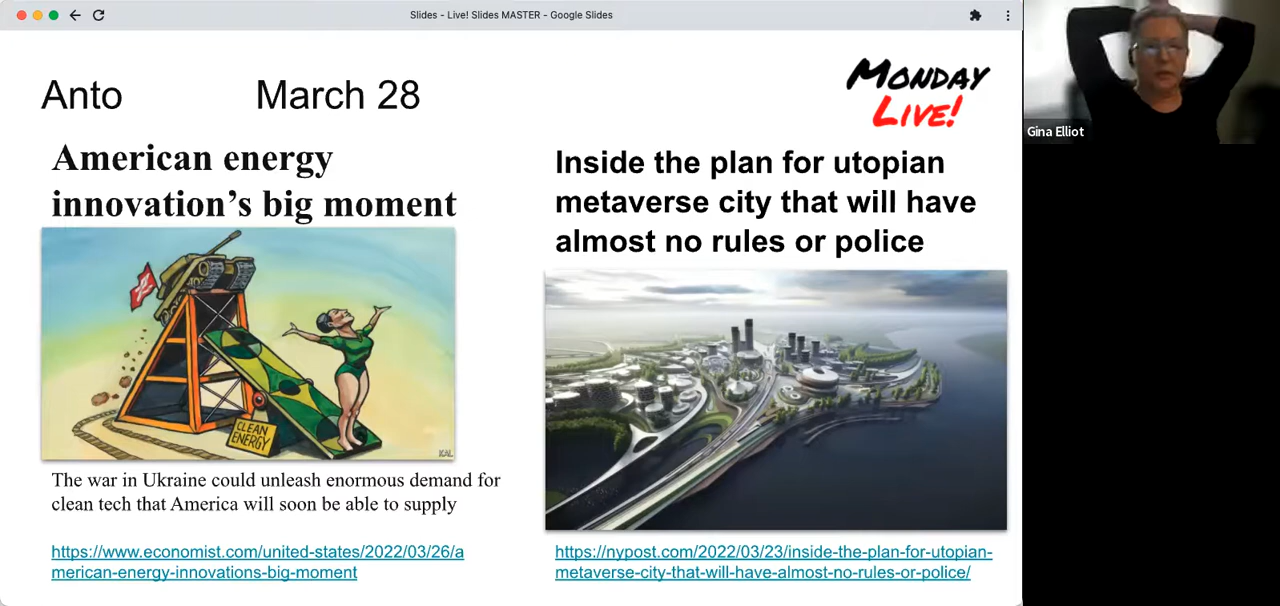 Slides - Live! Slides MASTER - Google Slides
Anto March 28
MONDAY
LIVE!
American energy
innovation's big moment
CLEAN
ENERGY
KAL
The war in Ukraine could unleash enormous demand for
clean tech that America will soon be able to supply
https://www.economist.com/united-states/2022/03/26/a
merican-energy-innovations-big-moment
Inside the plan for utopian
metaverse city that will have
almost no rules or police
https://nypost.com/2022/03/23/inside-the-plan-for-utopian-
metaverse-city-that-will-have-almost-no-rules-or-police/
Gina Elliot